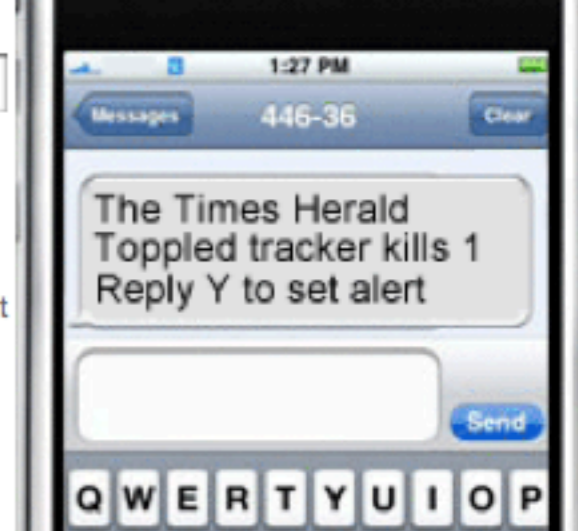 1:27 PM
Messages
446-36
Clear
The Times Herald
Toppled tracker kills 1
Reply Y to set alert
Send
Q W E R T Y U I O P
t